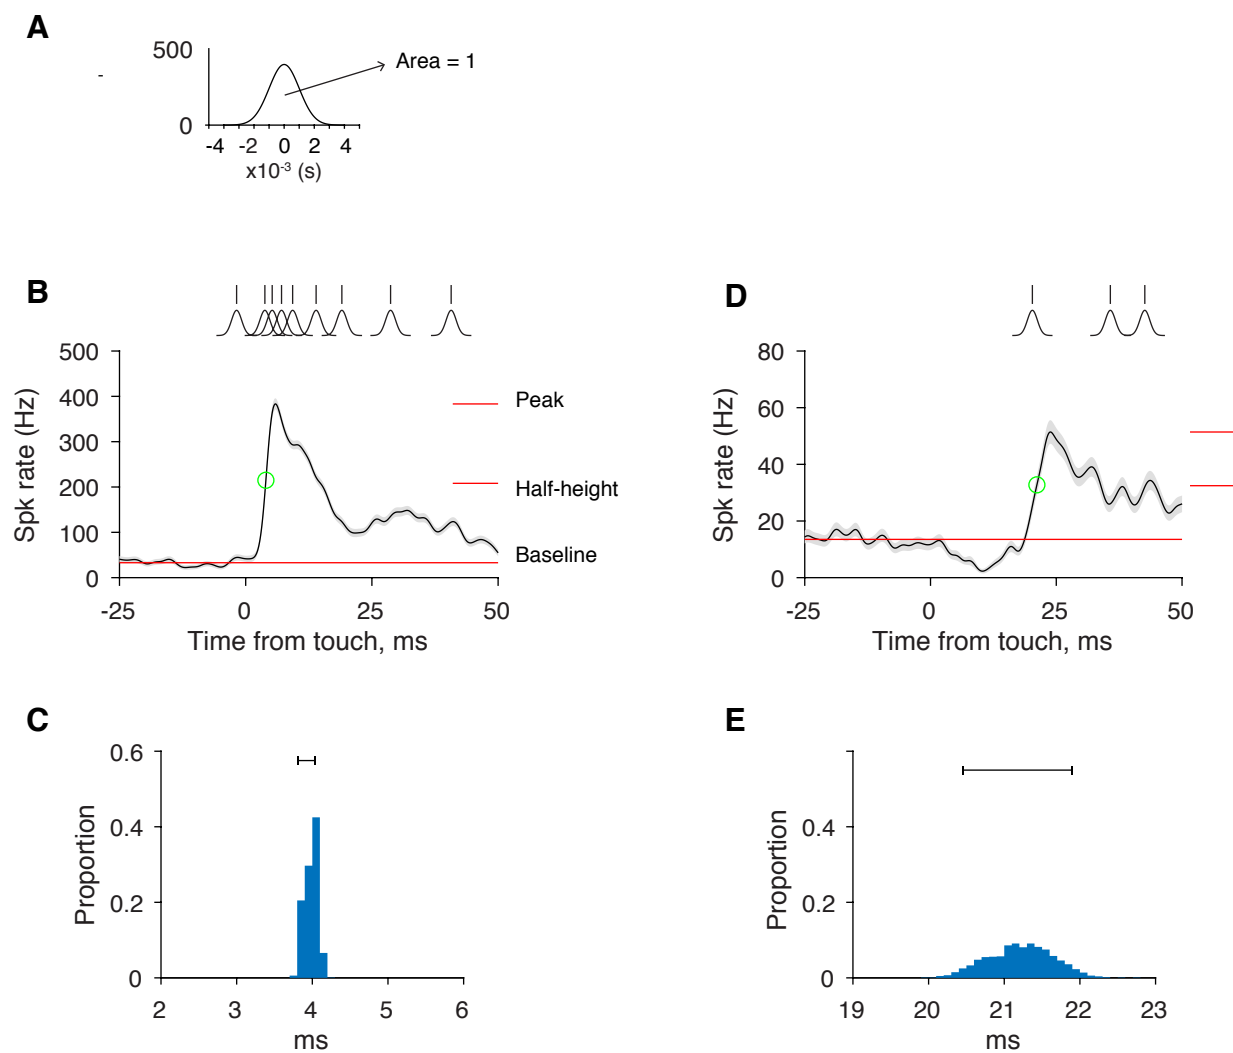 A
500
Area = 1
0
-4 -2 0 2 4
x10-3 (s)
B
500
400
300
200
100
0
Spk rate (Hz)
Peak
Half-height
Baseline
-25 0 25 50
Time from touch, ms
D
80
60
40
20
0
Spk rate (Hz)
-25 0 25 50
Time from touch, ms
C
0.6
0.4
0.2
0
Proportion
2 3 4 5 6
ms
E
0.4
0.2
0
Proportion
19 20 21 22 23
ms